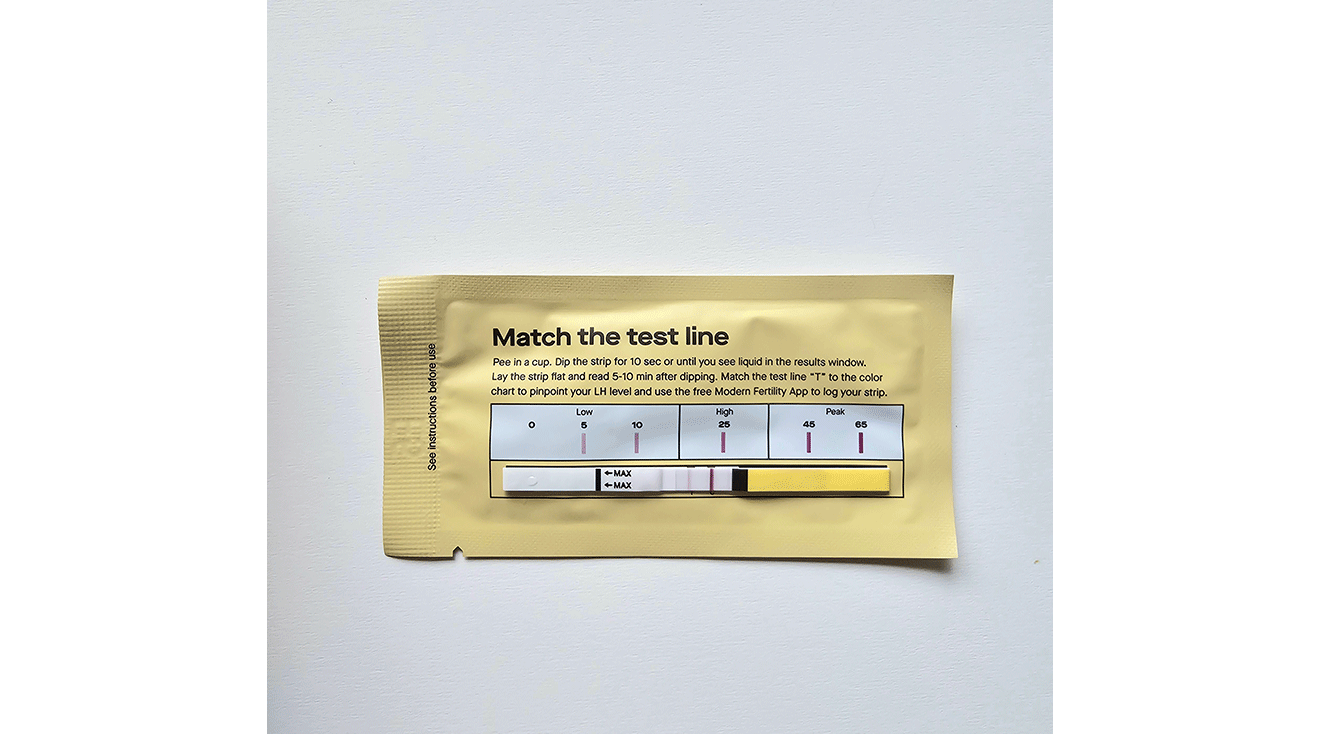 Match the test line
Pee in a cup. Dip the strip for 10 sec or until you see liquid in the results window.
Lay the strip flat and read 5-10 min after dipping. Match the test line "T" to the color
chart to pinpoint your LH level and use the free Modern Fertility App to log your strip.
Low High Peak
0 5 10 25 45 65
←MAX
←MAX
See instructions before use